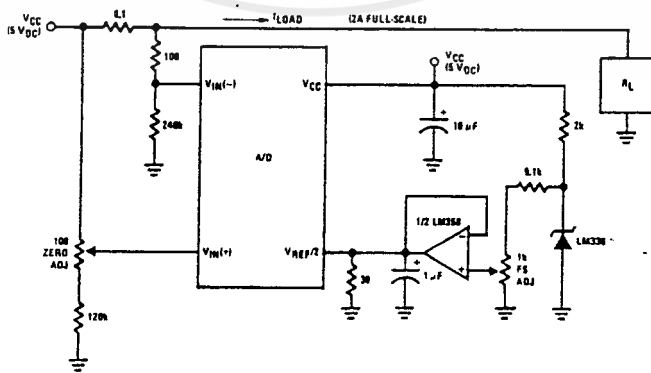 VCC
(5 VDC)
0.1
ILOAD
(2A FULL-SCALE)
100
VIN(−)
240k
A/D
VCC
VCC
(5 VDC)
10 µF
RL
2k
9.1k
1/2 LM358
LM336
100
ZERO
ADJ
VIN(+)
VREF/2
30
1 µF
1k
FS
ADJ
120k